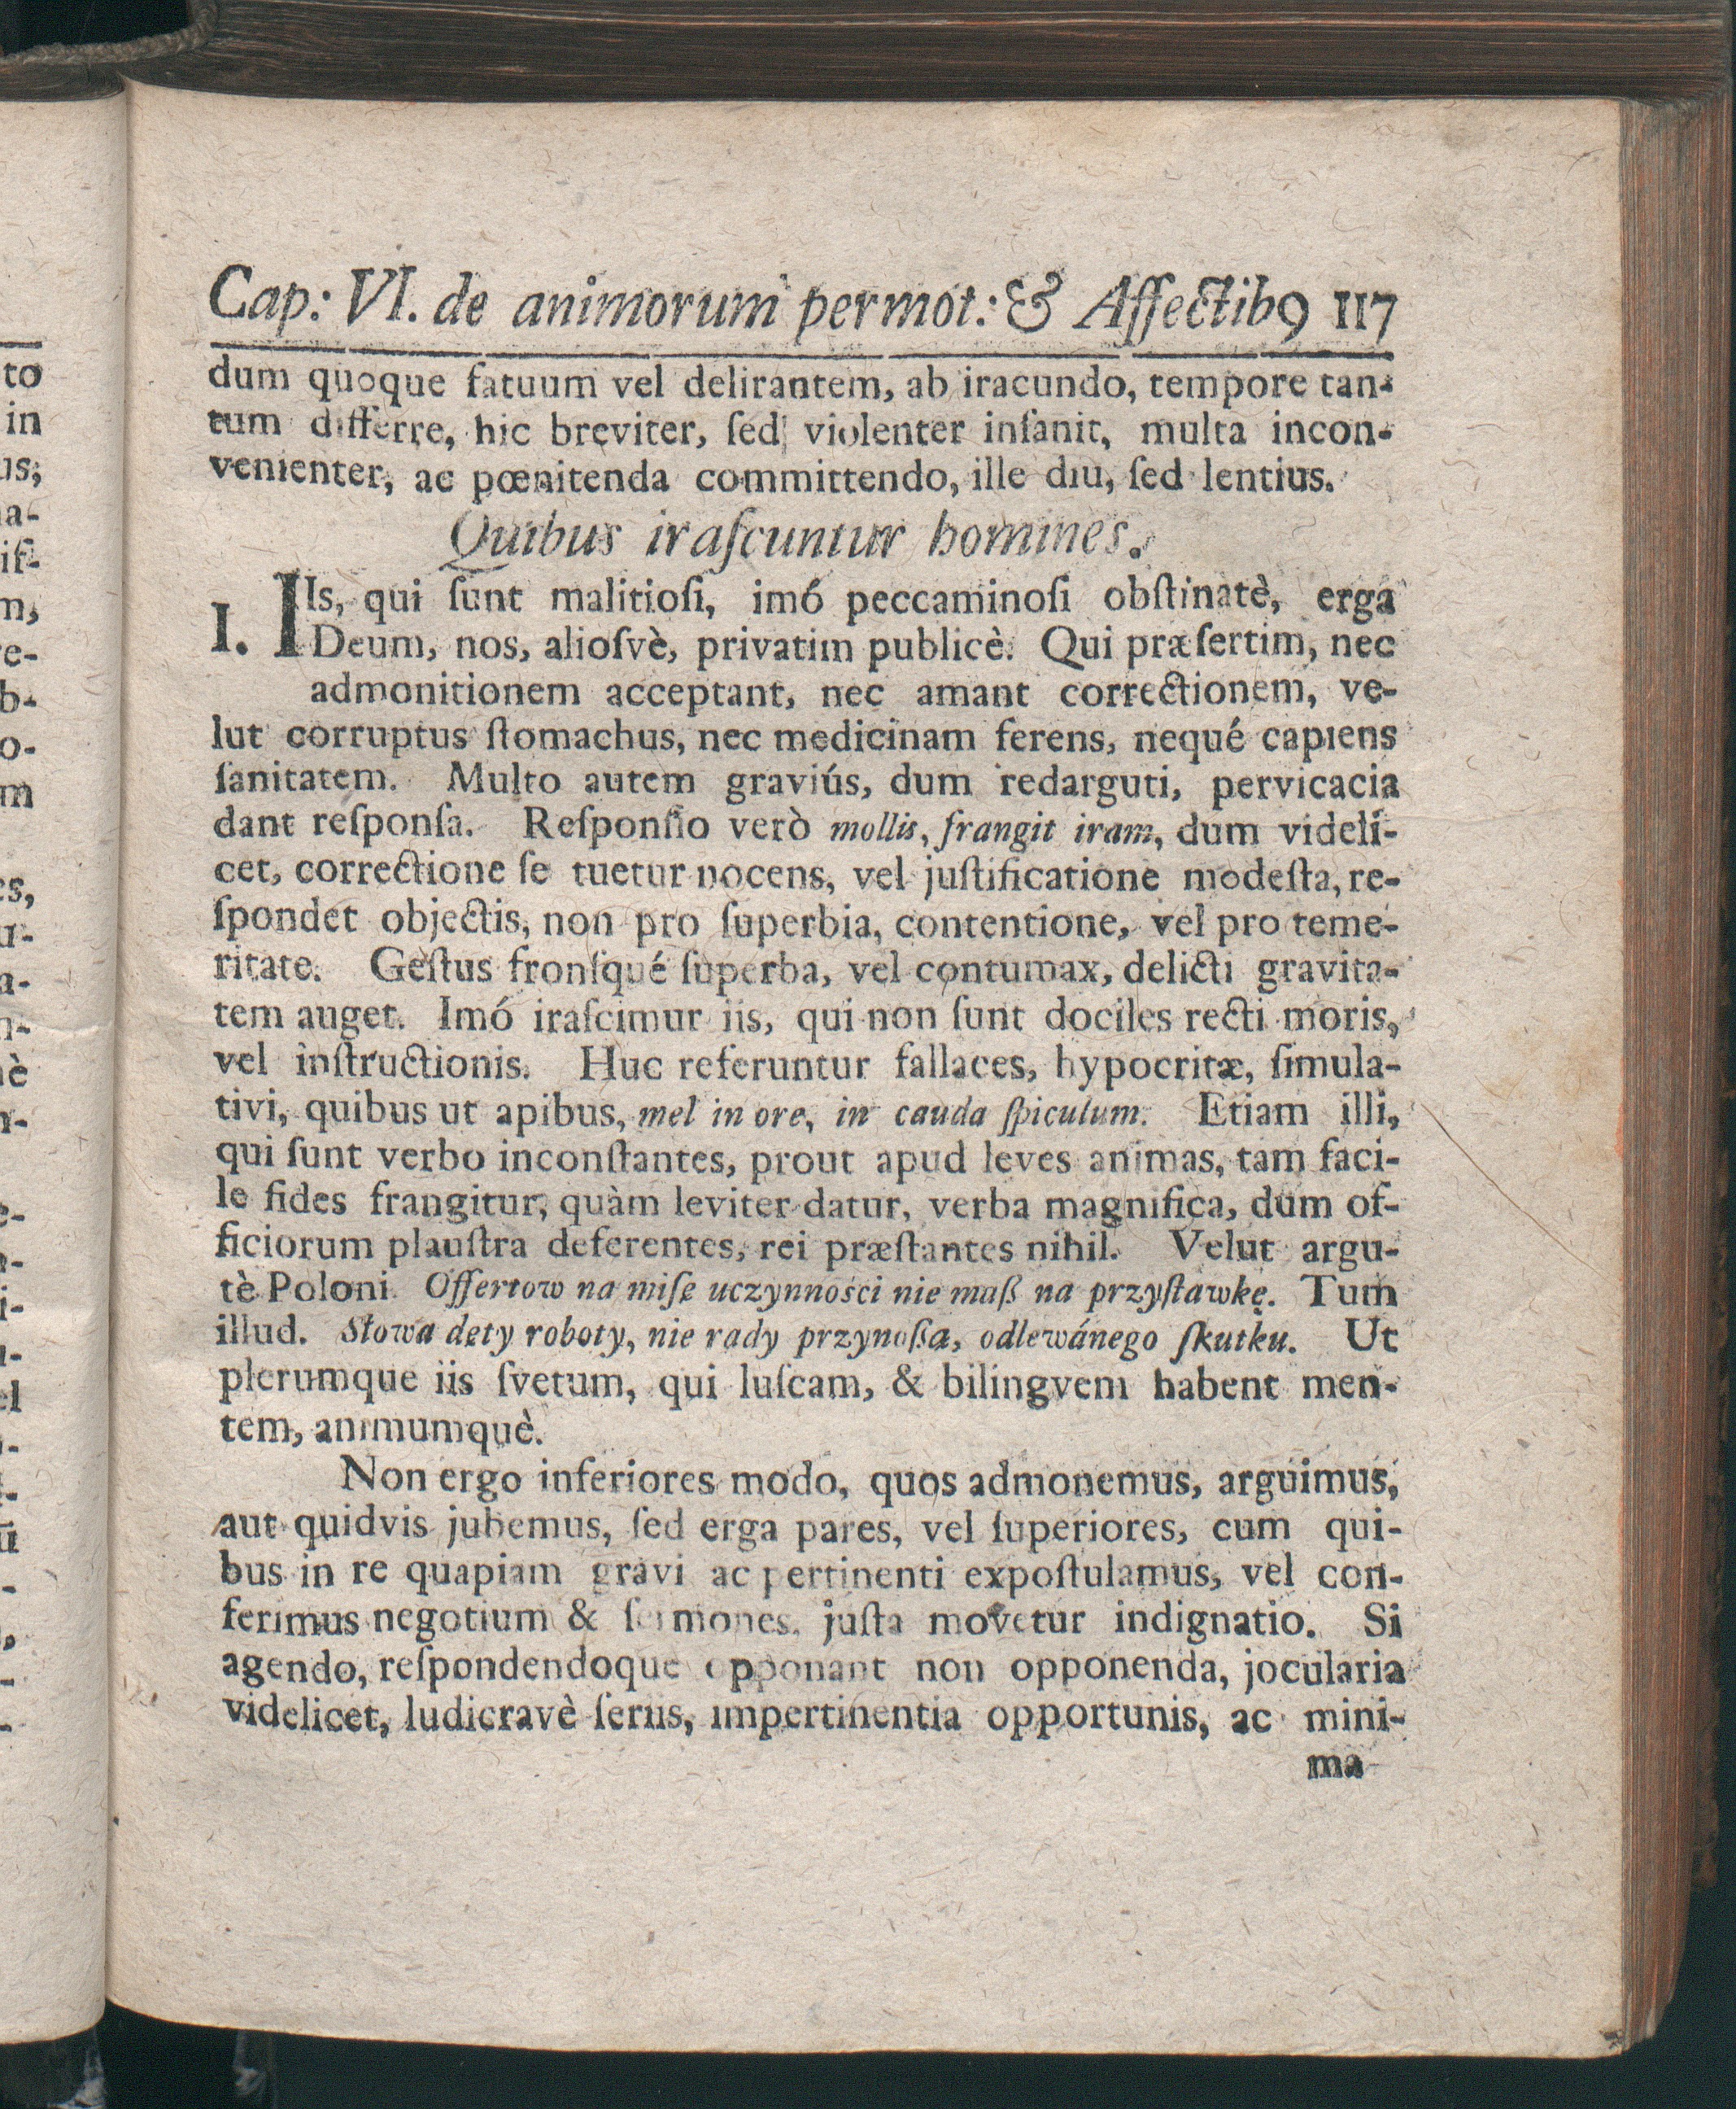 Cap: VI. de animorum permot: & Affectibꝰ 117
dum quoque fatuum vel delirantem, ab iracundo, tempore tan-
tum differre, hic breviter, ſed violenter inſanit, multa incon-
venienter, ac pœnitenda committendo, ille diu, ſed lentius.
Quibus iraſcuntur homines.
I. IIs, qui ſunt malitioſi, imó peccaminoſi obſtinatè, erga
Deum, nos, alioſvè, privatim publicè. Qui præſertim, nec
admonitionem acceptant, nec amant correctionem, ve-
lut corruptus ſtomachus, nec medicinam ferens, nequé capiens
ſanitatem. Multo autem graviús, dum redarguti, pervicacia
dant reſponſa. Reſponſio verò mollis, frangit iram, dum videli-
cet, correctione ſe tuetur nocens, vel juſtificatione modeſta, re-
ſpondet objectis, non pro ſuperbia, contentione, vel pro teme-
ritate. Geſtus fronſqué ſuperba, vel contumax, delicti gravita-
tem auget. Imó iraſcimur iis, qui non ſunt dociles recti moris,
vel inſtructionis. Huc referuntur fallaces, hypocritæ, ſimula-
tivi, quibus ut apibus, mel in ore, in cauda ſpiculum. Etiam illi,
qui ſunt verbo inconſtantes, prout apud leves animas, tam faci-
le fides frangitur, quàm leviter datur, verba magnifica, dum of-
ficiorum plauſtra deferentes, rei præſtantes nihil. Velut argu-
tè Poloni. Offertow na miſe uczynności nie maß na przyſtawkę. Tum
illud. Słowa dęty roboty, nie rady przynoßa, odlewánego ſkutku. Ut
plerumque iis ſvetum, qui luſcam, & bilingvem habent men-
tem, animumquè.
Non ergo inferiores modo, quos admonemus, arguimus,
aut quidvis jubemus, ſed erga pares, vel ſuperiores, cum qui-
bus in re quapiam gravi ac pertinenti expoſtulamus, vel con-
ferimus negotium & ſermones, juſta movetur indignatio. Si
agendo, reſpondendoque opponant non opponenda, jocularia
videlicet, ludicravè ſeriis, impertinentia opportunis, ac mini-
ma
to
in
us,
a-
iſ-
m,
re-
b-
o-
m
es,
u-
a-
n-
è
n-